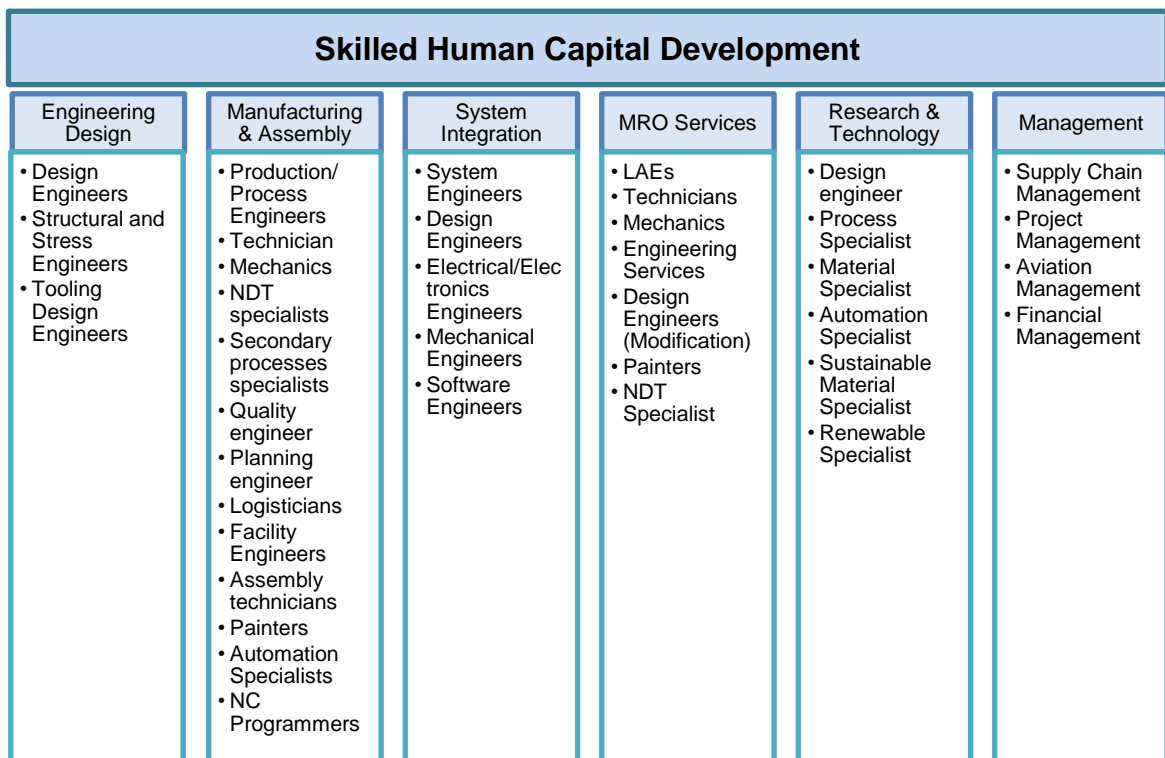 Skilled Human Capital Development
Engineering
Design
• Design
Engineers
• Structural and
Stress
Engineers
• Tooling
Design
Engineers
Manufacturing
& Assembly
• Production/
Process
Engineers
• Technician
• Mechanics
• NDT
specialists
• Secondary
processes
specialists
• Quality
engineer
• Planning
engineer
• Logisticians
• Facility
Engineers
• Assembly
technicians
• Painters
• Automation
Specialists
• NC
Programmers
System
Integration
• System
Engineers
• Design
Engineers
• Electrical/Elec
tronics
Engineers
• Mechanical
Engineers
• Software
Engineers
MRO Services
• LAEs
• Technicians
• Mechanics
• Engineering
Services
• Design
Engineers
(Modification)
• Painters
• NDT
Specialist
Research &
Technology
• Design
engineer
• Process
Specialist
• Material
Specialist
• Automation
Specialist
• Sustainable
Material
Specialist
• Renewable
Specialist
Management
• Supply Chain
Management
• Project
Management
• Aviation
Management
• Financial
Management